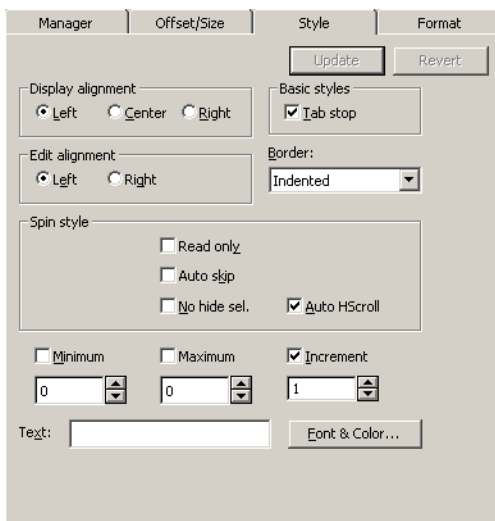 Manager Offset/Size Style Format
Update Revert
Display alignment Basic styles
Left Center Right Tab stop
Edit alignment Border:
Left Right Indented
Spin style
Read only
Auto skip
No hide sel. Auto HScroll
Minimum Maximum Increment
0 0 1
Text: Font & Color...